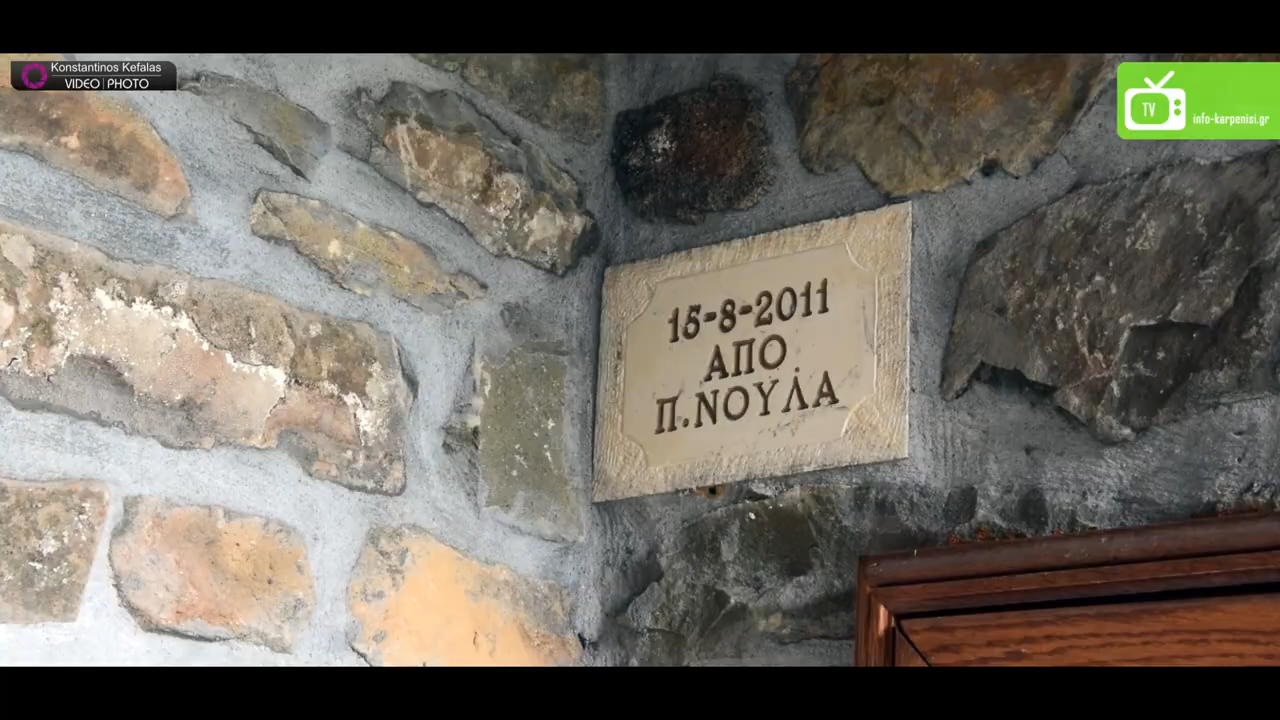 Konstantinos Kefalas
VIDEO | PHOTO
TV
info-karpenisi.gr
15-8-2011
ΑΠΟ
Π.ΝΟΥΛΑ